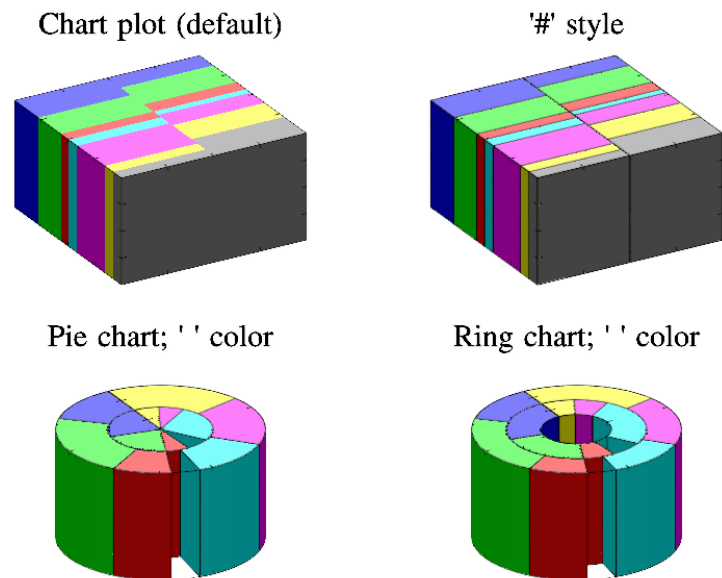 Chart plot (default)
'#' style
Pie chart; ' ' color
Ring chart; ' ' color